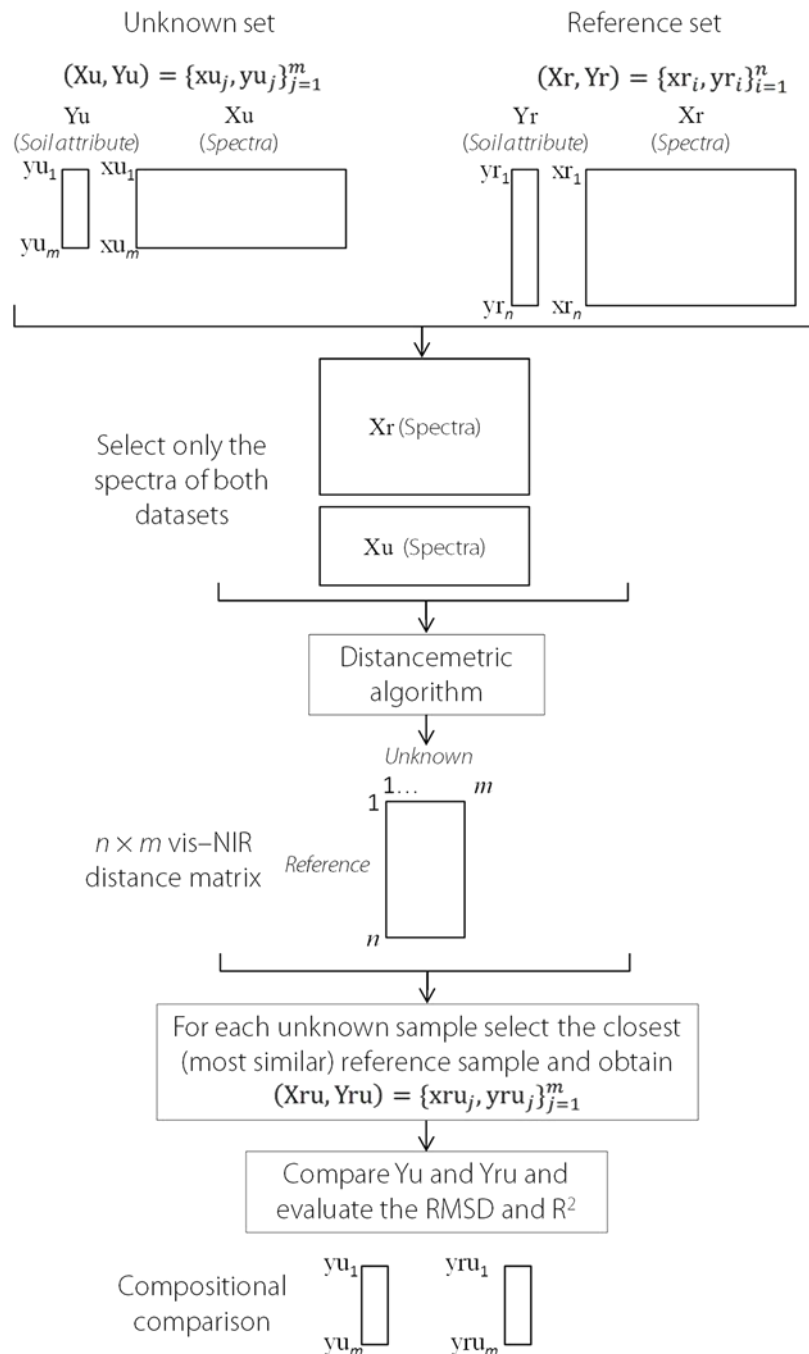 Unknown set
Reference set
(Xu, Yu) = {xu_j, yu_j}_{j=1}^m
(Xr, Yr) = {xr_i, yr_i}_{i=1}^n
Yu
Xu
Yr
Xr
(Soil attribute)
(Spectra)
(Soil attribute)
(Spectra)
yu_1
xu_1
yr_1
xr_1
yu_m
xu_m
yr_n
xr_n
Xr (Spectra)
Select only the
spectra of both
datasets
Xu (Spectra)
Distancemetric
algorithm
Unknown
1...
m
1
n × m vis–NIR
distance matrix
Reference
n
For each unknown sample select the closest
(most similar) reference sample and obtain
(Xru, Yru) = {xru_j, yru_j}_{j=1}^m
Compare Yu and Yru and
evaluate the RMSD and R²
yu_1
yru_1
Compositional
comparison
yu_m
yru_m